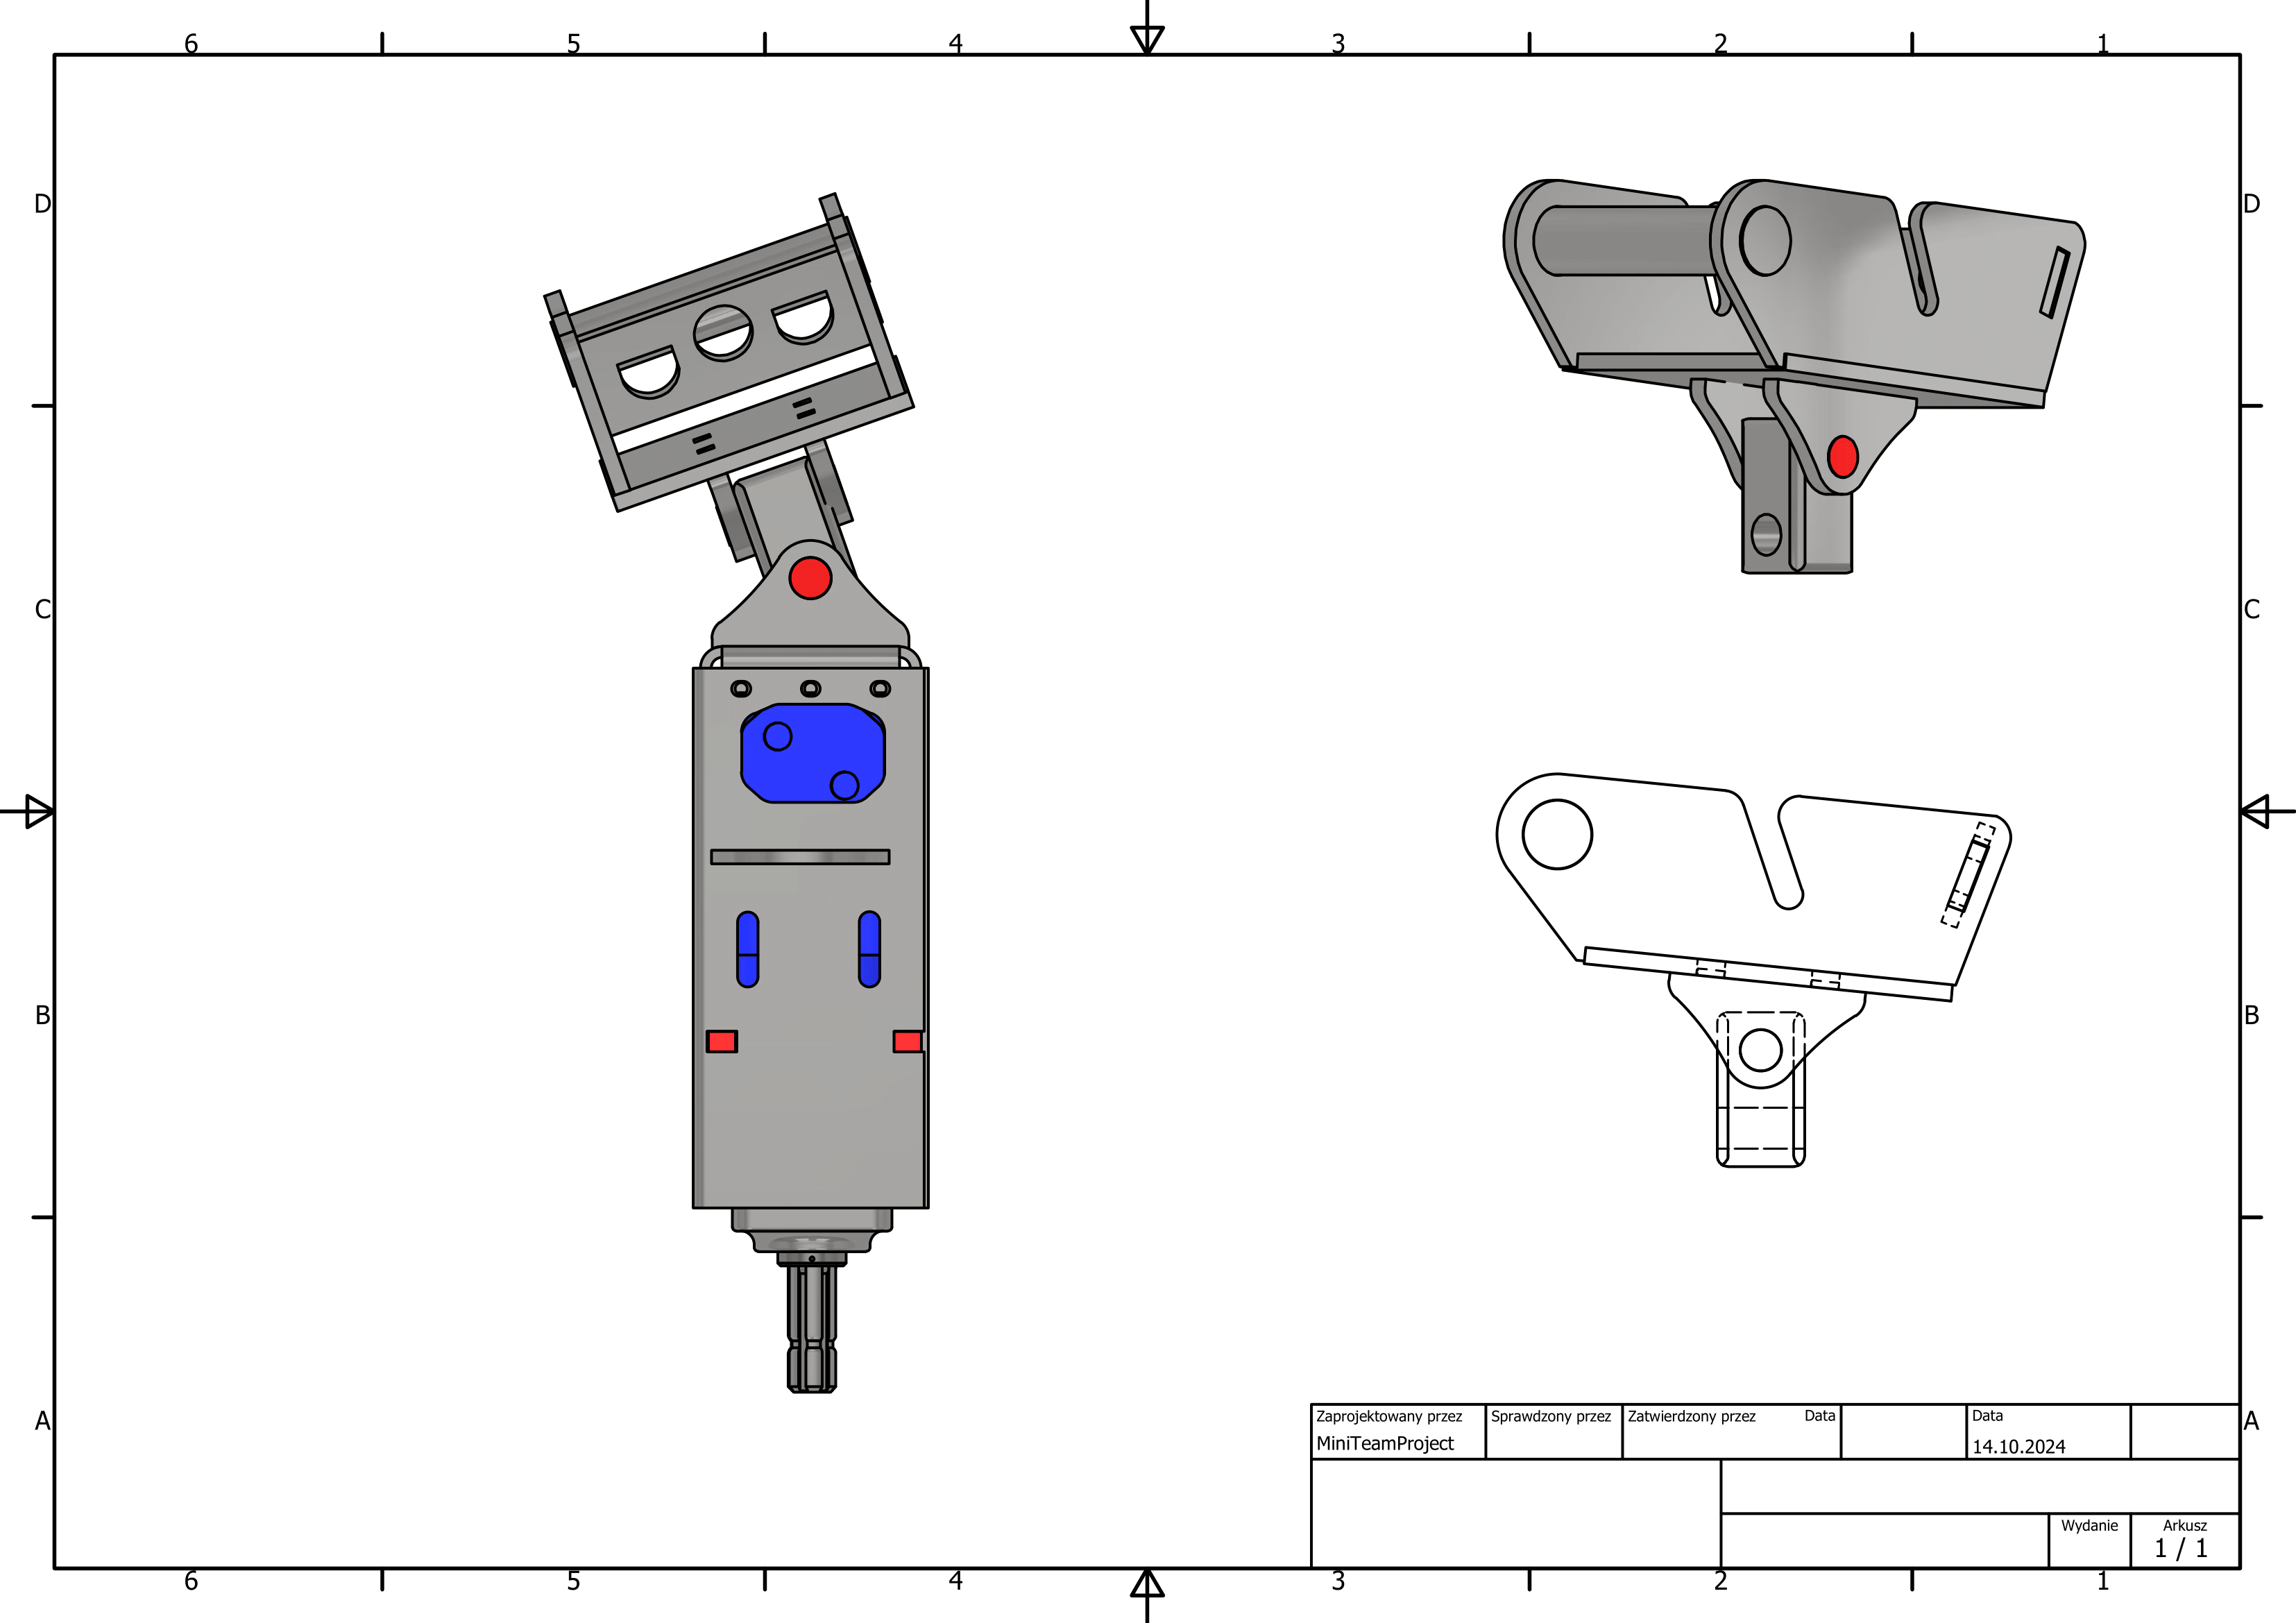 6 5 4 3 2 1
D D
C C
B B
A A
Zaprojektowany przez Sprawdzony przez Zatwierdzony przez Data Data
MiniTeamProject 14.10.2024
Wydanie Arkusz
1 / 1
6 5 4 3 2 1